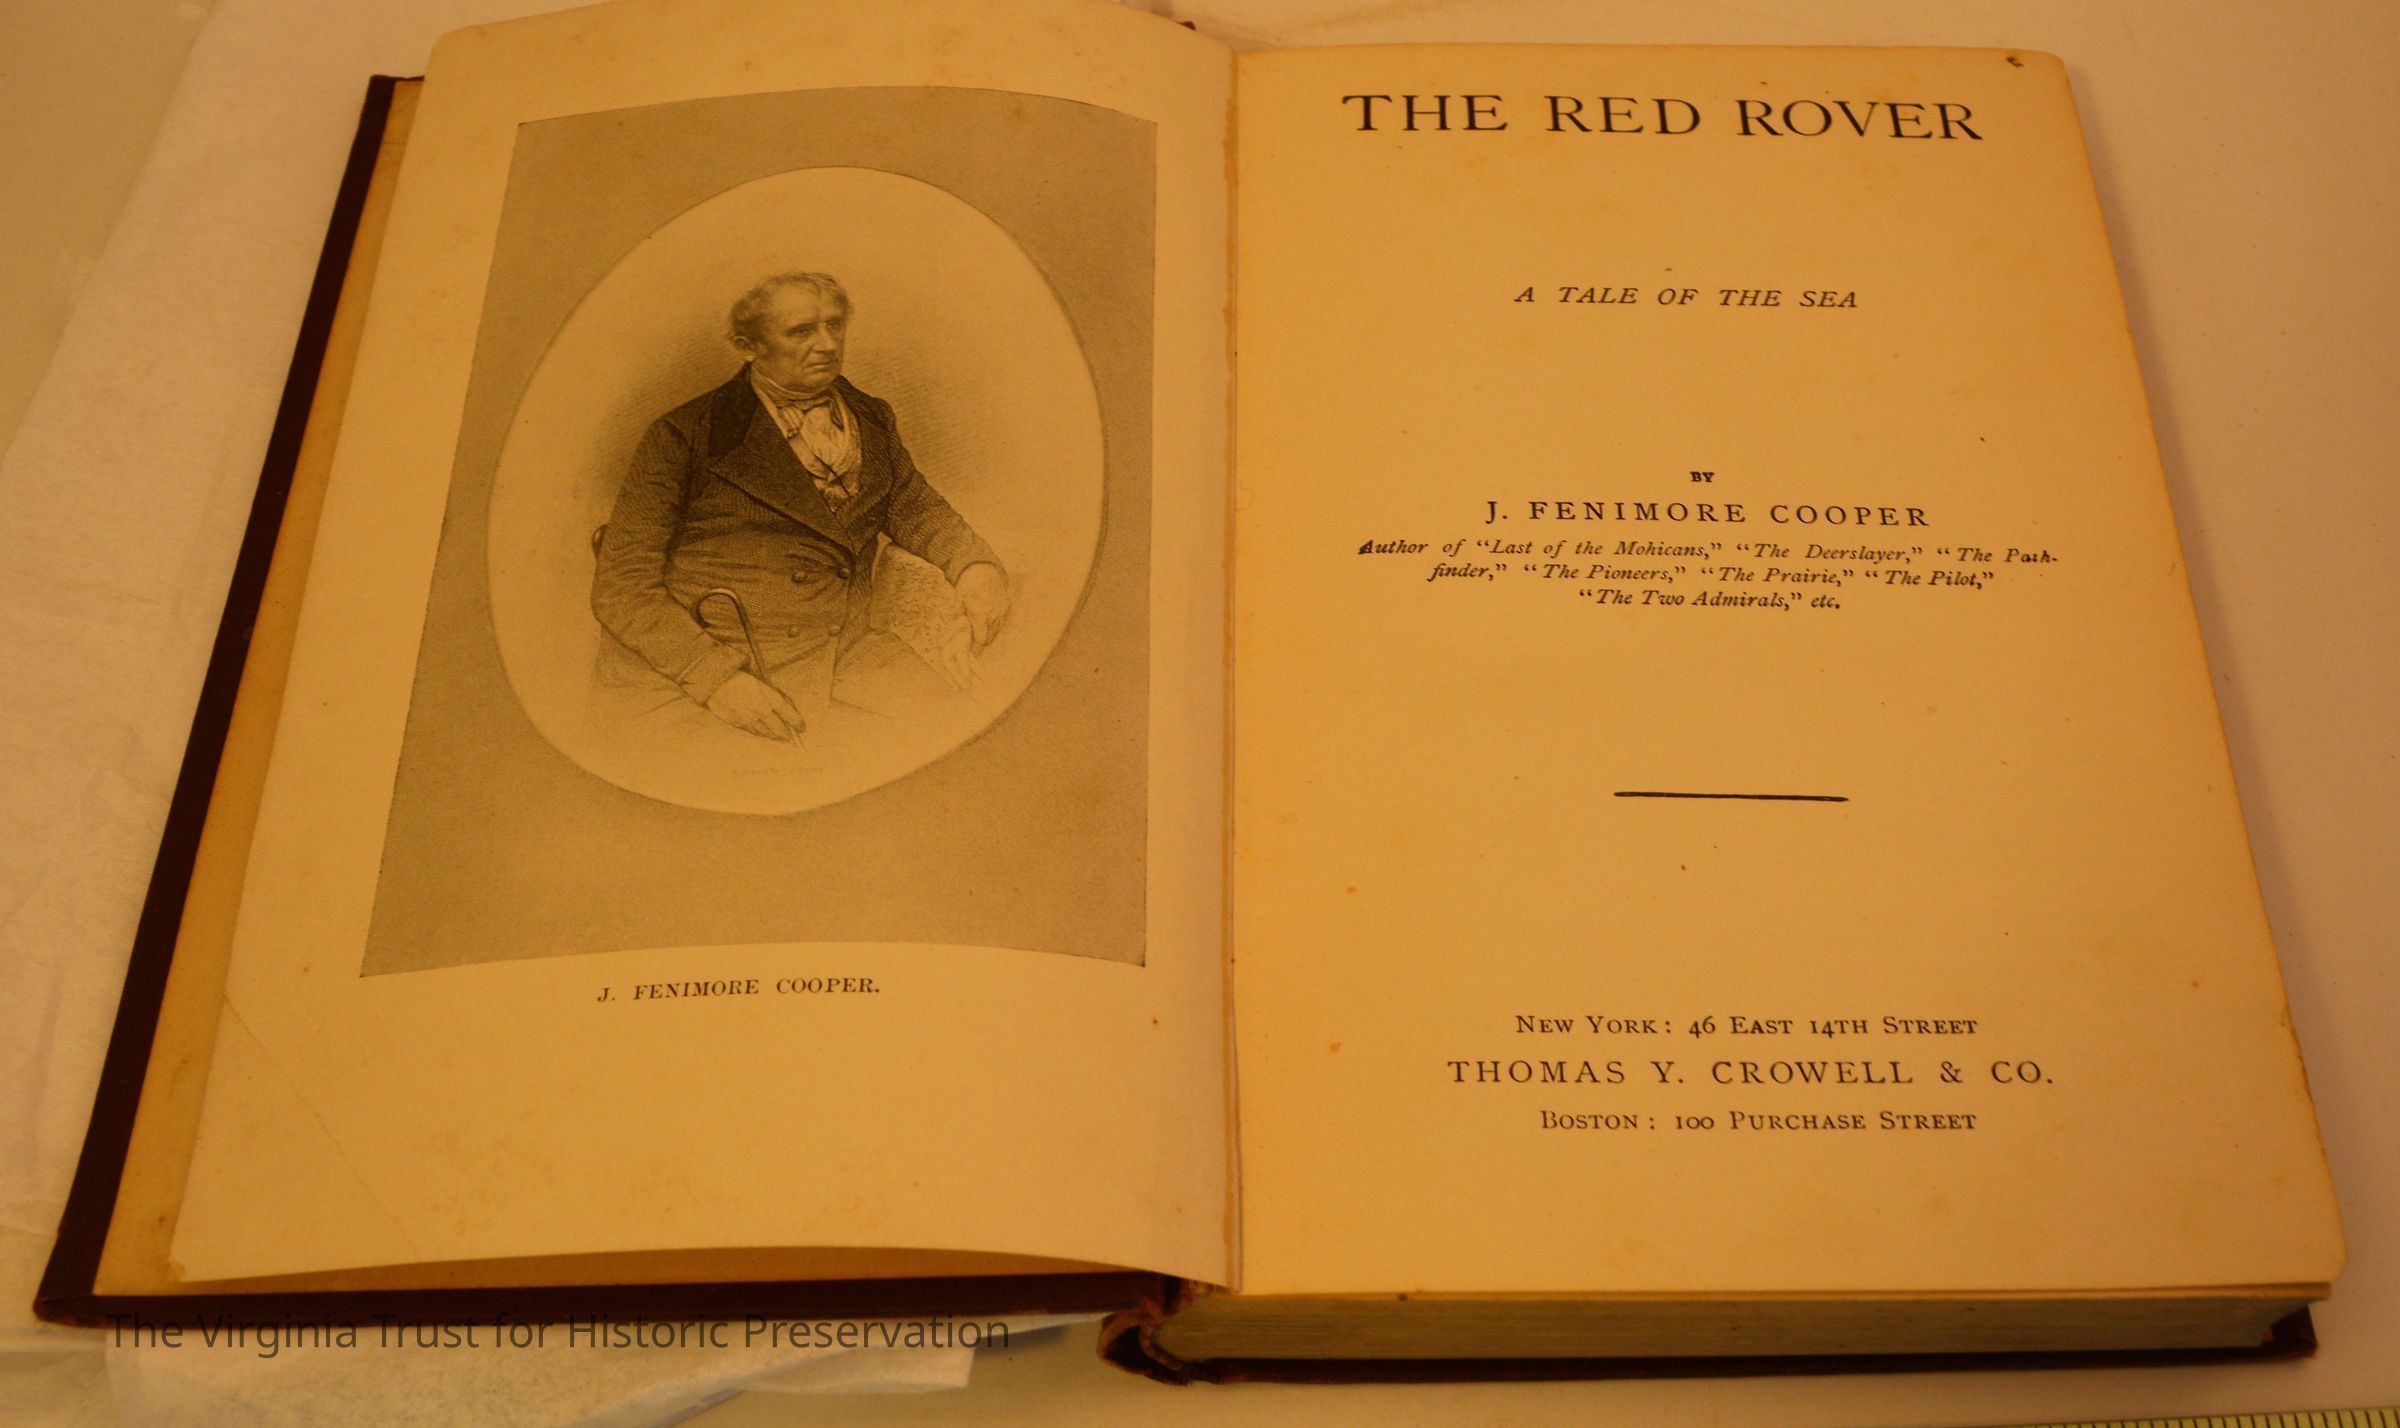 J. FENIMORE COOPER.
THE RED ROVER
A TALE OF THE SEA
BY
J. FENIMORE COOPER
Author of “Last of the Mohicans,” “The Deerslayer,” “The Path-
finder,” “The Pioneers,” “The Prairie,” “The Pilot,”
“The Two Admirals,” etc.
NEW YORK: 46 EAST 14TH STREET
THOMAS Y. CROWELL & CO.
BOSTON: 100 PURCHASE STREET
The Virginia Trust for Historic Preservation